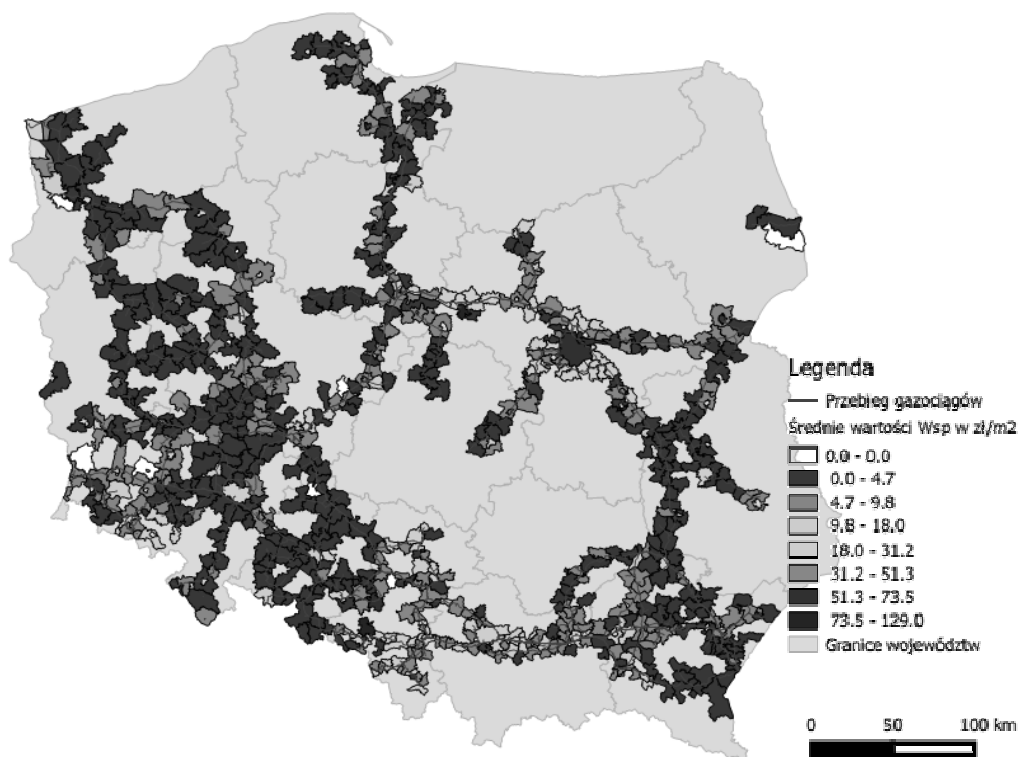 Legenda
Przebieg gazociągów
Średnie wartości Wsp w zł/m2
0.0 - 0.0
0.0 - 4.7
4.7 - 9.8
9.8 - 18.0
18.0 - 31.2
31.2 - 51.3
51.3 - 73.5
73.5 - 129.0
Granice województw
0 50 100 km